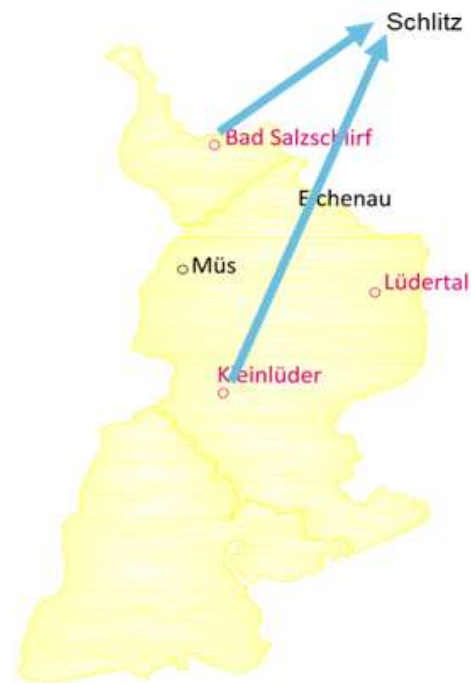 Schlitz
Bad Salzschlirf
Eichenau
Müs
Lüdertal
Kleinlüder